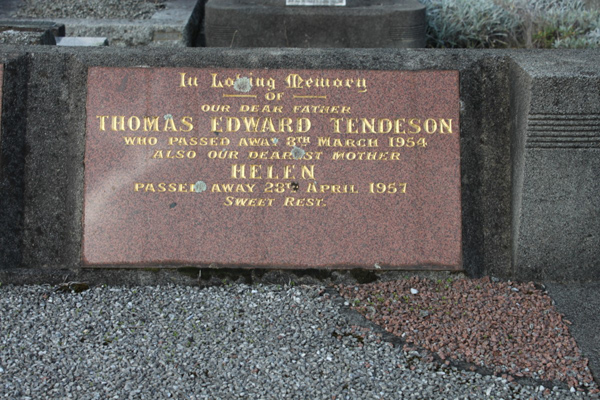 In Loving Memory
OF
OUR DEAR FATHER
THOMAS EDWARD TENDESON
WHO PASSED AWAY 8TH MARCH 1954
ALSO OUR DEAREST MOTHER
HELEN
PASSED AWAY 28TH APRIL 1957
SWEET REST.